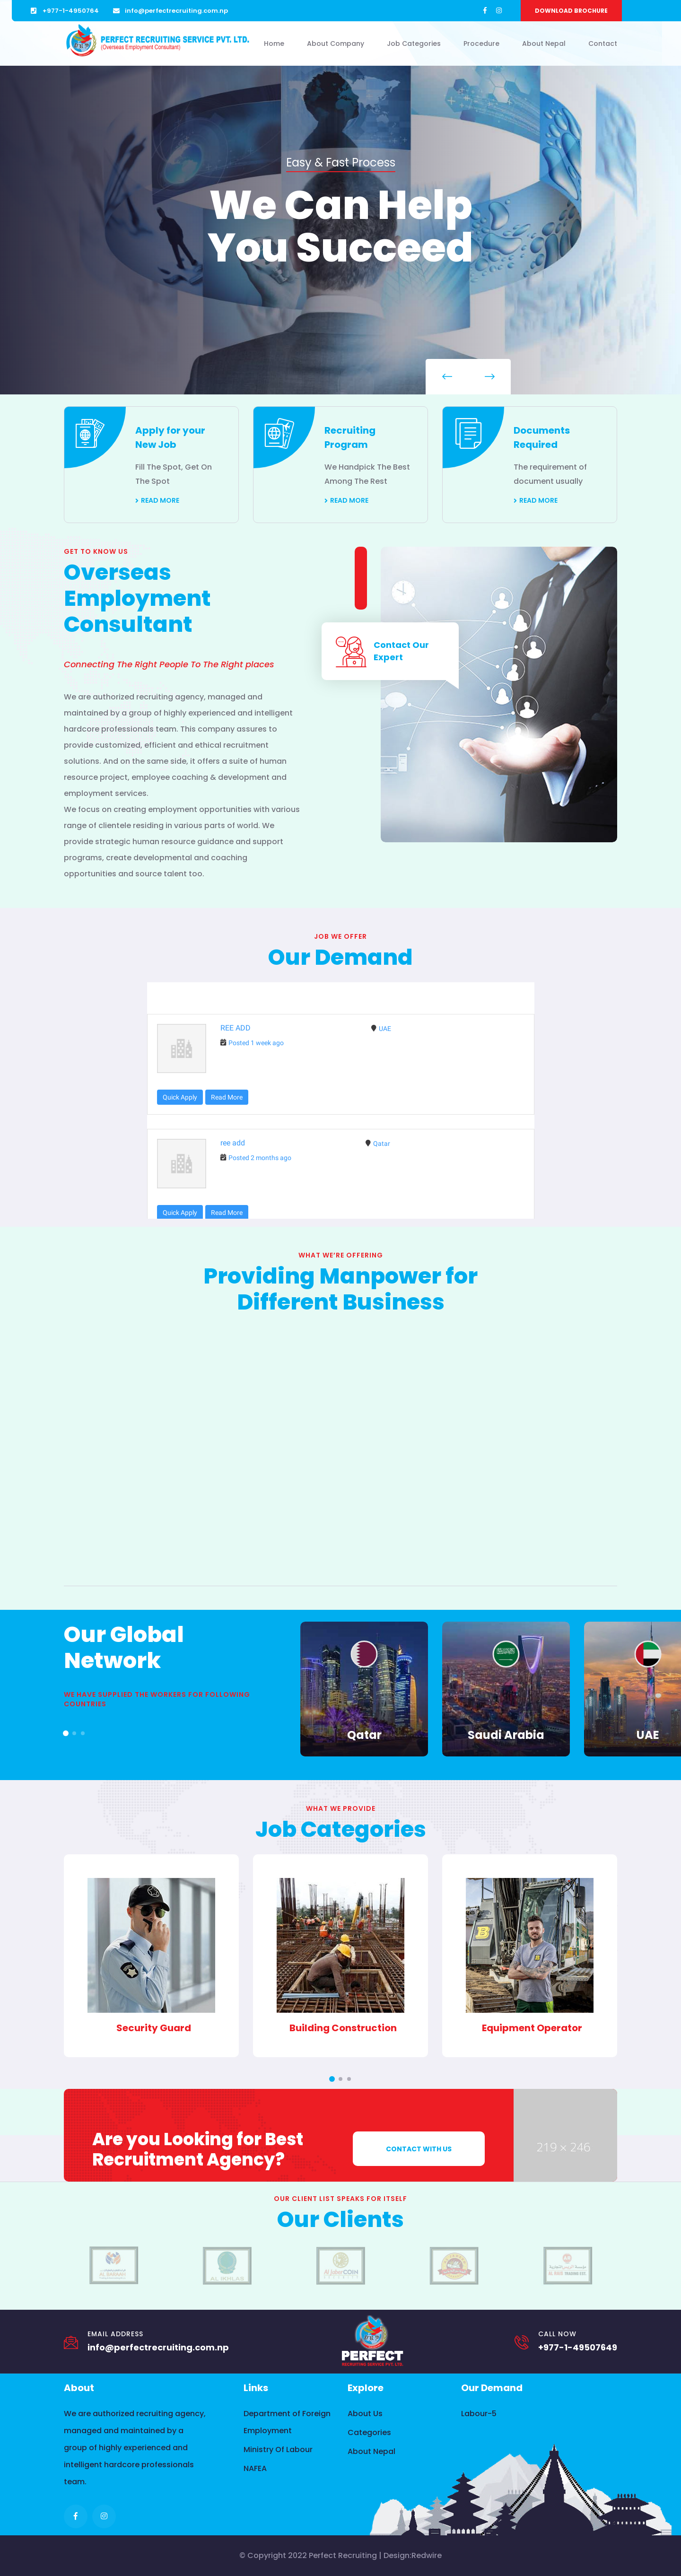 +977-1-4950764
info@perfectrecruiting.com.np
DOWNLOAD BROCHURE
PERFECT RECRUITING SERVICE PVT. LTD.
(Overseas Employment Consultant)
Home
About Company
Job Categories
Procedure
About Nepal
Contact
Easy & Fast Process
We Can Help
You Succeed
Apply for your
New Job
Fill The Spot, Get On
The Spot
READ MORE
Recruiting
Program
We Handpick The Best
Among The Rest
READ MORE
Documents
Required
The requirement of
document usually
READ MORE
GET TO KNOW US
Overseas
Employment
Consultant
Connecting The Right People To The Right places
We are authorized recruiting agency, managed and
maintained by a group of highly experienced and intelligent
hardcore professionals team. This company assures to
provide customized, efficient and ethical recruitment
solutions. And on the same side, it offers a suite of human
resource project, employee coaching & development and
employment services.
We focus on creating employment opportunities with various
range of clientele residing in various parts of world. We
provide strategic human resource guidance and support
programs, create developmental and coaching
opportunities and source talent too.
Contact Our
Expert
JOB WE OFFER
Our Demand
REE ADD
UAE
Posted 1 week ago
Quick Apply
Read More
ree add
Qatar
Posted 2 months ago
Quick Apply
Read More
WHAT WE'RE OFFERING
Providing Manpower for
Different Business
Our Global
Network
WE HAVE SUPPLIED THE WORKERS FOR FOLLOWING
COUNTRIES
Qatar
Saudi Arabia
UAE
WHAT WE PROVIDE
Job Categories
Security Guard
Building Construction
Equipment Operator
Are you Looking for Best
Recruitment Agency?
CONTACT WITH US
219 × 246
OUR CLIENT LIST SPEAKS FOR ITSELF
Our Clients
EMAIL ADDRESS
info@perfectrecruiting.com.np
PERFECT
RECRUITING SERVICE PVT. LTD.
CALL NOW
+977-1-49507649
About
We are authorized recruiting agency,
managed and maintained by a
group of highly experienced and
intelligent hardcore professionals
team.
Links
Department of Foreign
Employment
Ministry Of Labour
NAFEA
Explore
About Us
Categories
About Nepal
Our Demand
Labour-5
© Copyright 2022 Perfect Recruiting | Design:Redwire